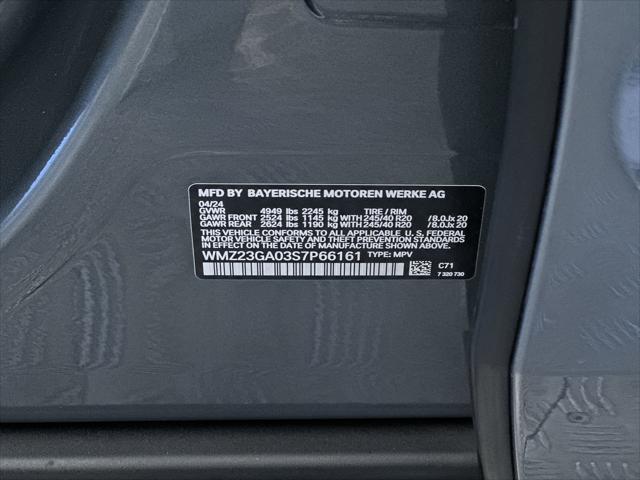 MFD BY BAYERISCHE MOTOREN WERKE AG
04/24
GVWR 4949 lbs 2245 kg TIRE / RIM
GAWR FRONT 2524 lbs 1145 kg WITH 245/40 R20 /8.0Jx 20
GAWR REAR 2624 lbs 1190 kg WITH 245/40 R20 /8.0Jx 20
THIS VEHICLE CONFORMS TO ALL APPLICABLE U. S. FEDERAL
MOTOR VEHICLE SAFETY STANDARDS IN EFFECT ON THE
DATE OF MANUFACTURE SHOWN ABOVE.
WMZ23GA03S7P66161 TYPE: MPV
C71
7 320 730